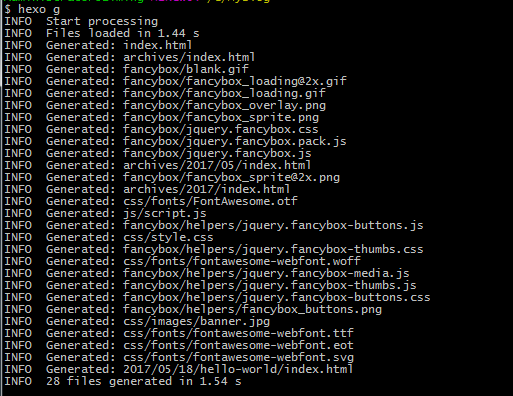 $ hexo g
INFO  Start processing
INFO  Files loaded in 1.44 s
INFO  Generated: index.html
INFO  Generated: archives/index.html
INFO  Generated: fancybox/blank.gif
INFO  Generated: fancybox/fancybox_loading@2x.gif
INFO  Generated: fancybox/fancybox_loading.gif
INFO  Generated: fancybox/fancybox_overlay.png
INFO  Generated: fancybox/fancybox_sprite.png
INFO  Generated: fancybox/jquery.fancybox.css
INFO  Generated: fancybox/jquery.fancybox.pack.js
INFO  Generated: fancybox/jquery.fancybox.js
INFO  Generated: archives/2017/05/index.html
INFO  Generated: fancybox/fancybox_sprite@2x.png
INFO  Generated: archives/2017/index.html
INFO  Generated: css/fonts/FontAwesome.otf
INFO  Generated: js/script.js
INFO  Generated: fancybox/helpers/jquery.fancybox-buttons.js
INFO  Generated: css/style.css
INFO  Generated: fancybox/helpers/jquery.fancybox-thumbs.css
INFO  Generated: css/fonts/fontawesome-webfont.woff
INFO  Generated: fancybox/helpers/jquery.fancybox-media.js
INFO  Generated: fancybox/helpers/jquery.fancybox-thumbs.js
INFO  Generated: fancybox/helpers/jquery.fancybox-buttons.css
INFO  Generated: fancybox/helpers/fancybox_buttons.png
INFO  Generated: css/images/banner.jpg
INFO  Generated: css/fonts/fontawesome-webfont.ttf
INFO  Generated: css/fonts/fontawesome-webfont.eot
INFO  Generated: css/fonts/fontawesome-webfont.svg
INFO  Generated: 2017/05/18/hello-world/index.html
INFO  28 files generated in 1.54 s